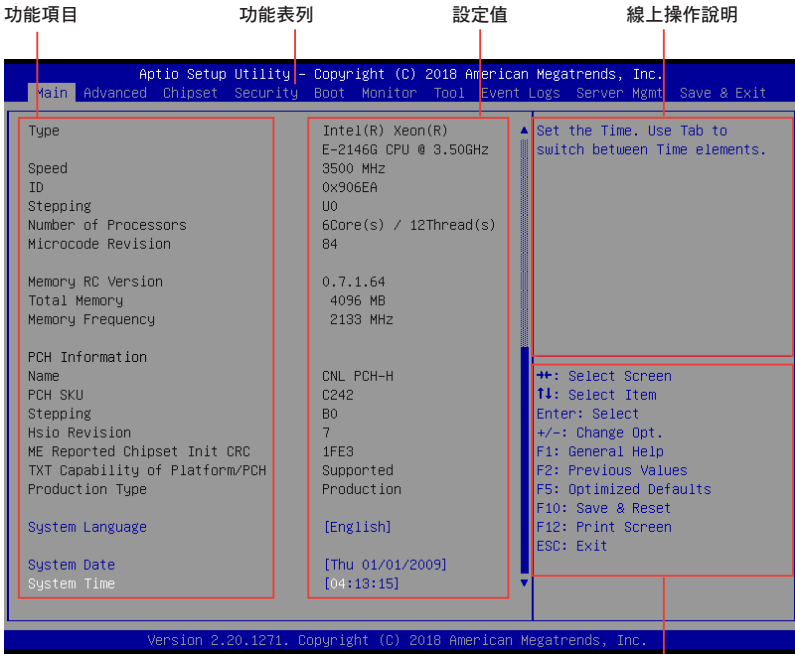 功能項目 功能表列 設定值 線上操作說明
Aptio Setup Utility – Copyright (C) 2018 American Megatrends, Inc.
Main Advanced Chipset Security Boot Monitor Tool Event Logs Server Mgmt Save & Exit
Type Intel(R) Xeon(R)
E-2146G CPU @ 3.50GHz
Speed 3500 MHz
ID 0x906EA
Stepping U0
Number of Processors 6Core(s) / 12Thread(s)
Microcode Revision 84
Memory RC Version 0.7.1.64
Total Memory 4096 MB
Memory Frequency 2133 MHz
PCH Information
Name CNL PCH-H
PCH SKU C242
Stepping B0
Hsio Revision 7
ME Reported Chipset Init CRC 1FE3
TXT Capability of Platform/PCH Supported
Production Type Production
System Language [English]
System Date [Thu 01/01/2009]
System Time [04:13:15]
Set the Time. Use Tab to
switch between Time elements.
→←: Select Screen
↑↓: Select Item
Enter: Select
+/-: Change Opt.
F1: General Help
F2: Previous Values
F5: Optimized Defaults
F10: Save & Reset
F12: Print Screen
ESC: Exit
Version 2.20.1271. Copyright (C) 2018 American Megatrends, Inc.